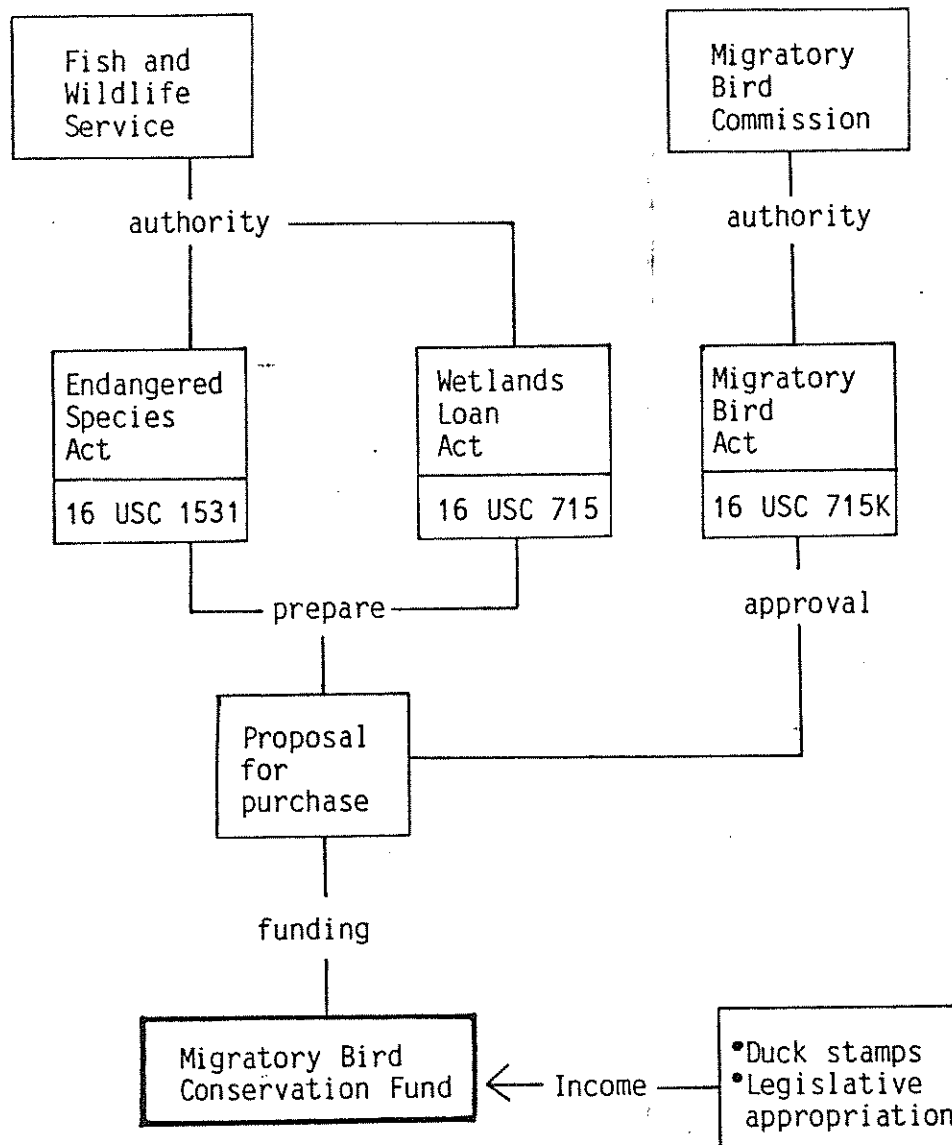 Fish and
Wildlife
Service
Migratory
Bird
Commission
authority
authority
Endangered
Species
Act
16 USC 1531
Wetlands
Loan
Act
16 USC 715
Migratory
Bird
Act
16 USC 715K
prepare
approval
Proposal
for
purchase
funding
Migratory Bird
Conservation Fund
Income
•Duck stamps
•Legislative
appropriation